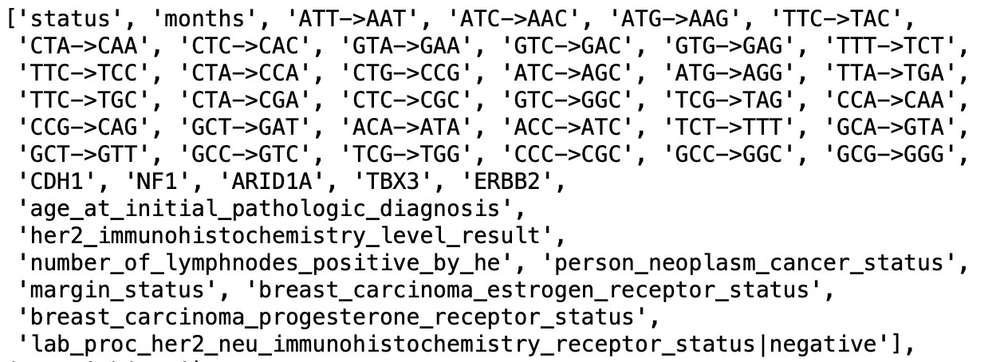 ['status', 'months', 'ATT->AAT', 'ATC->AAC', 'ATG->AAG', 'TTC->TAC',
'CTA->CAA', 'CTC->CAC', 'GTA->GAA', 'GTC->GAC', 'GTG->GAG', 'TTT->TCT',
'TTC->TCC', 'CTA->CCA', 'CTG->CCG', 'ATC->AGC', 'ATG->AGG', 'TTA->TGA',
'TTC->TGC', 'CTA->CGA', 'CTC->CGC', 'GTC->GGC', 'TCG->TAG', 'CCA->CAA',
'CCG->CAG', 'GCT->GAT', 'ACA->ATA', 'ACC->ATC', 'TCT->TTT', 'GCA->GTA',
'GCT->GTT', 'GCC->GTC', 'TCG->TGG', 'CCC->CGC', 'GCC->GGC', 'GCG->GGG',
'CDH1', 'NF1', 'ARID1A', 'TBX3', 'ERBB2',
'age_at_initial_pathologic_diagnosis',
'her2_immunohistochemistry_level_result',
'number_of_lymphnodes_positive_by_he', 'person_neoplasm_cancer_status',
'margin_status', 'breast_carcinoma_estrogen_receptor_status',
'breast_carcinoma_progesterone_receptor_status',
'lab_proc_her2_neu_immunohistochemistry_receptor_status|negative'],